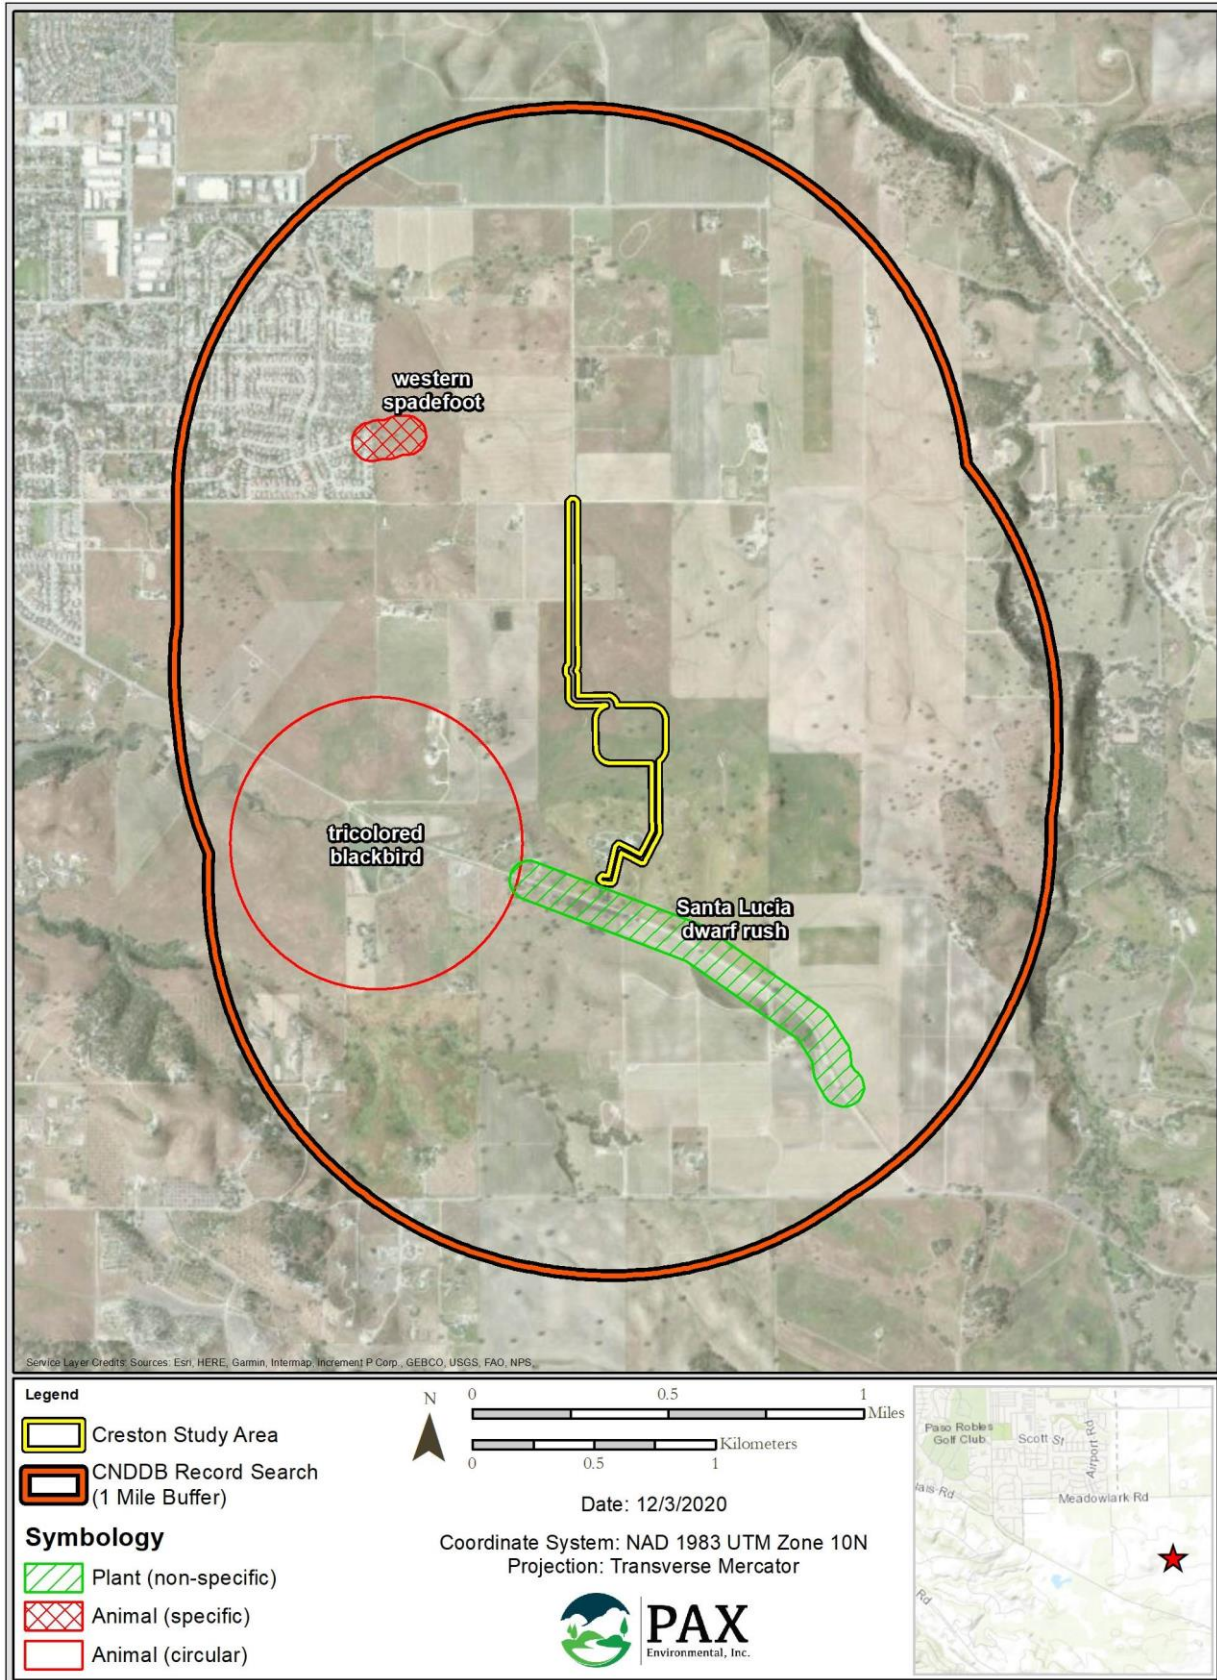 western
spadefoot
tricolored
blackbird
Santa Lucia
dwarf rush
Service Layer Credits: Sources: Esri, HERE, Garmin, Intermap, increment P Corp., GEBCO, USGS, FAO, NPS,
Legend
Creston Study Area
CNDDB Record Search
(1 Mile Buffer)
Symbology
Plant (non-specific)
Animal (specific)
Animal (circular)
N
0 0.5 1
Miles
Kilometers
0 0.5 1
Date: 12/3/2020
Coordinate System: NAD 1983 UTM Zone 10N
Projection: Transverse Mercator
PAX
Environmental, Inc.
Paso Robles
Golf Club
Scott St
Airport Rd
Meadowlark Rd
Rd